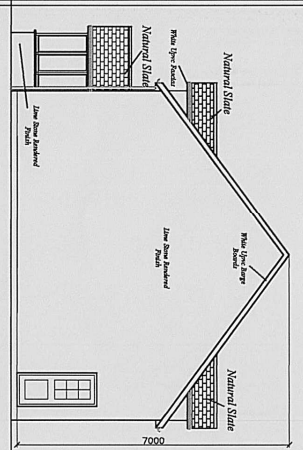 Natural Slate
White Upvc Fascias
Natural Slate
Lime Stone Rendered
Finish
White Upvc Barge
Boards
Lime Stone Rendered
Finish
Natural Slate
7000